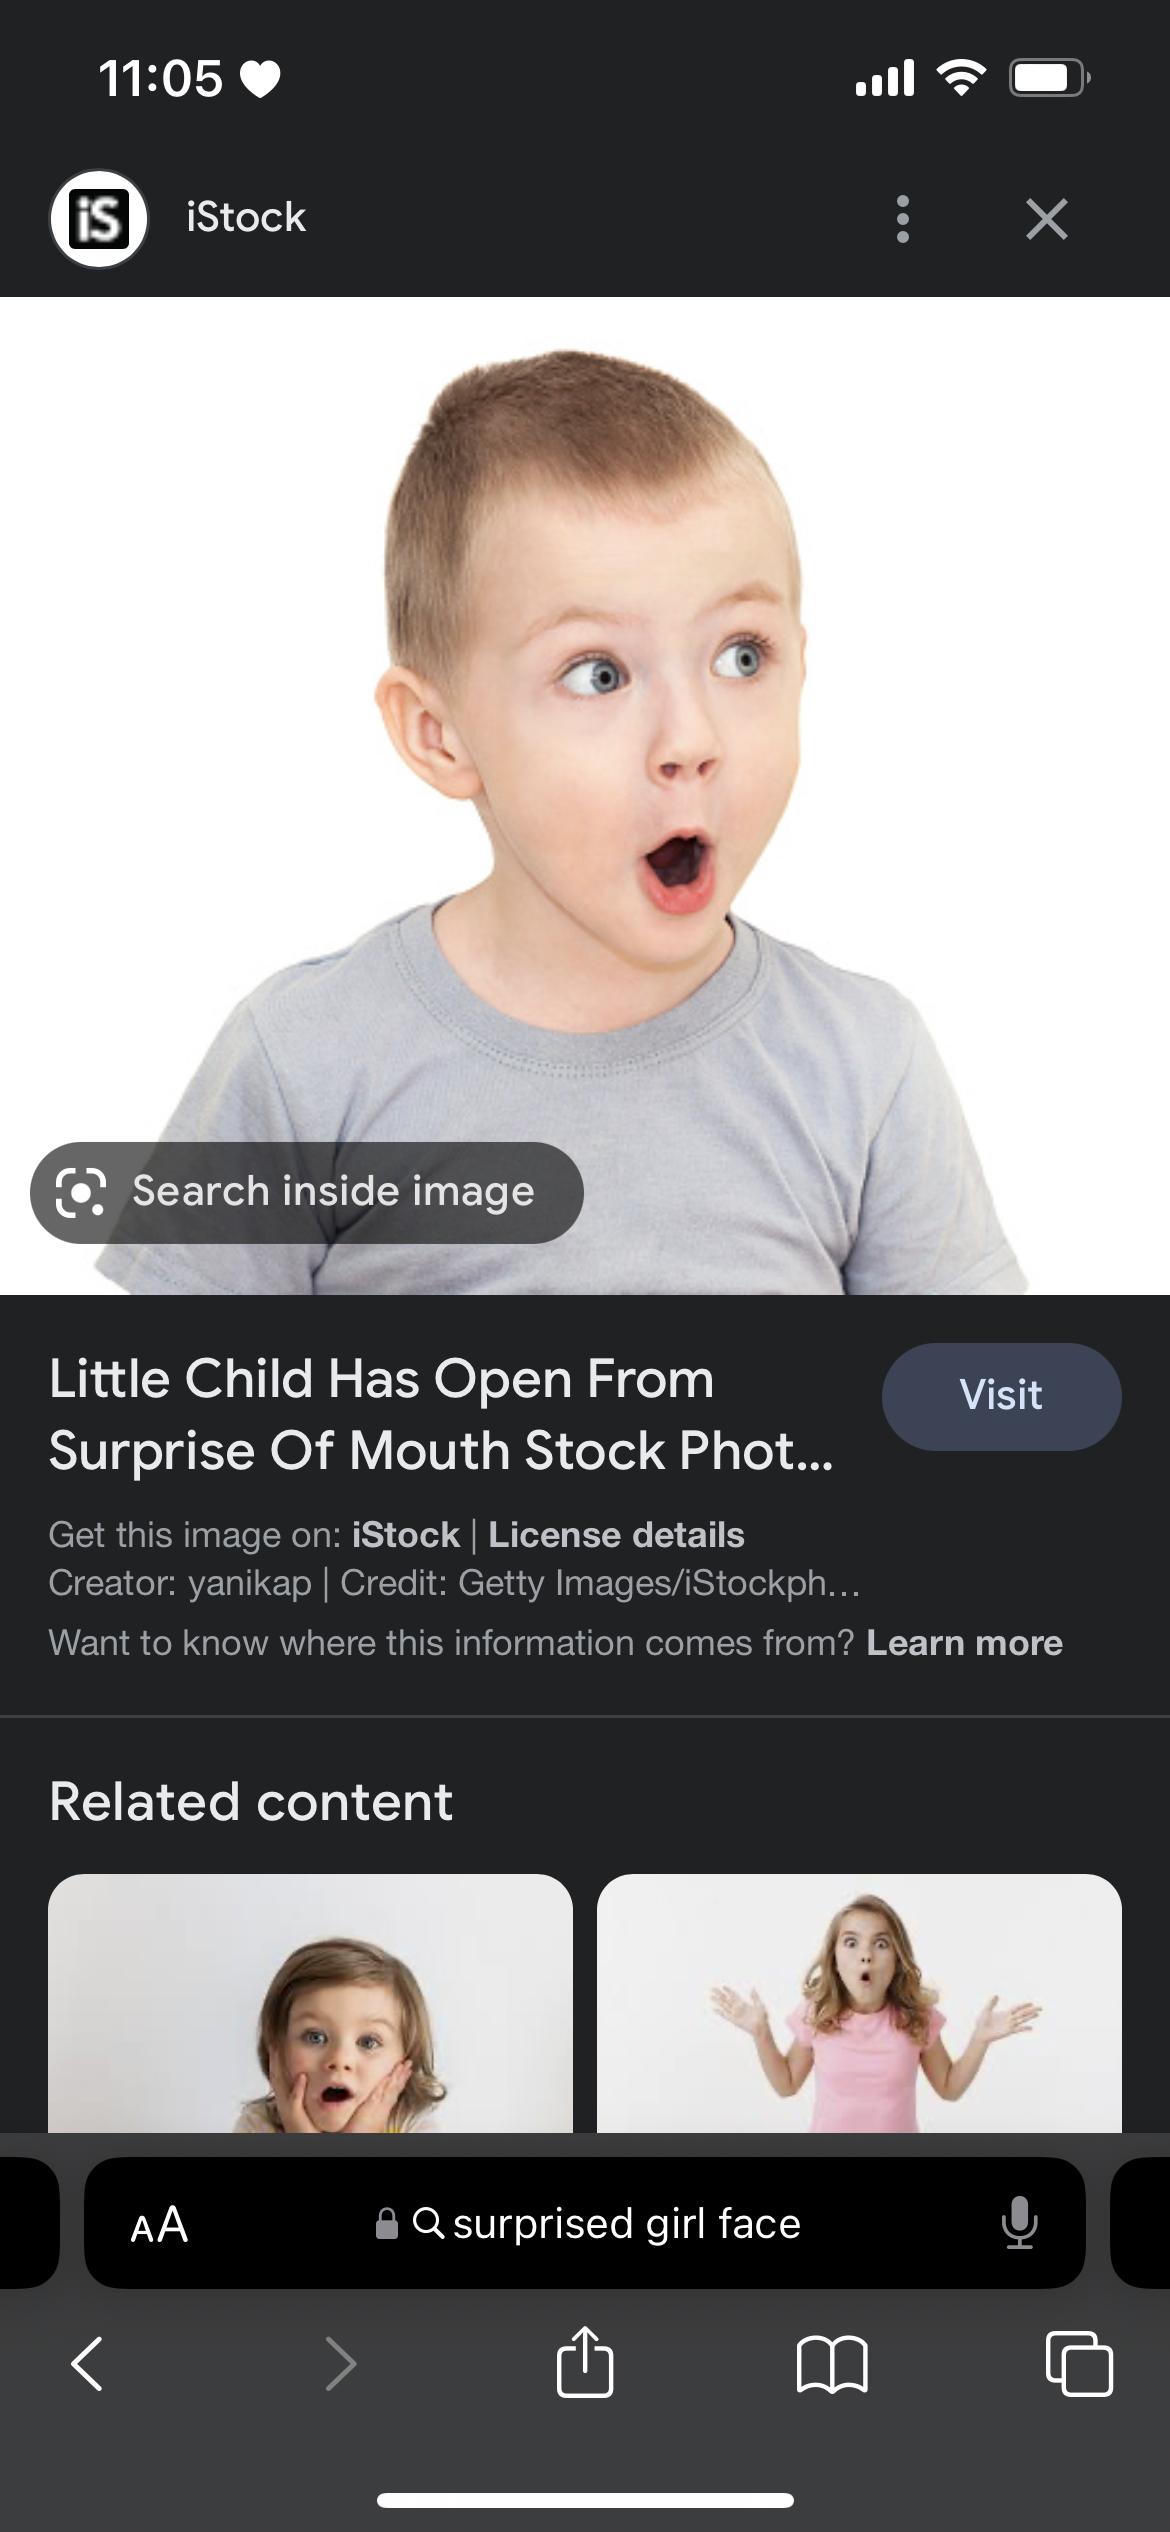 11:05
iS
iStock
Search inside image
Little Child Has Open From
Surprise Of Mouth Stock Phot...
Visit
Get this image on: iStock | License details
Creator: yanikap | Credit: Getty Images/iStockph...
Want to know where this information comes from? Learn more
Related content
AA
surprised girl face